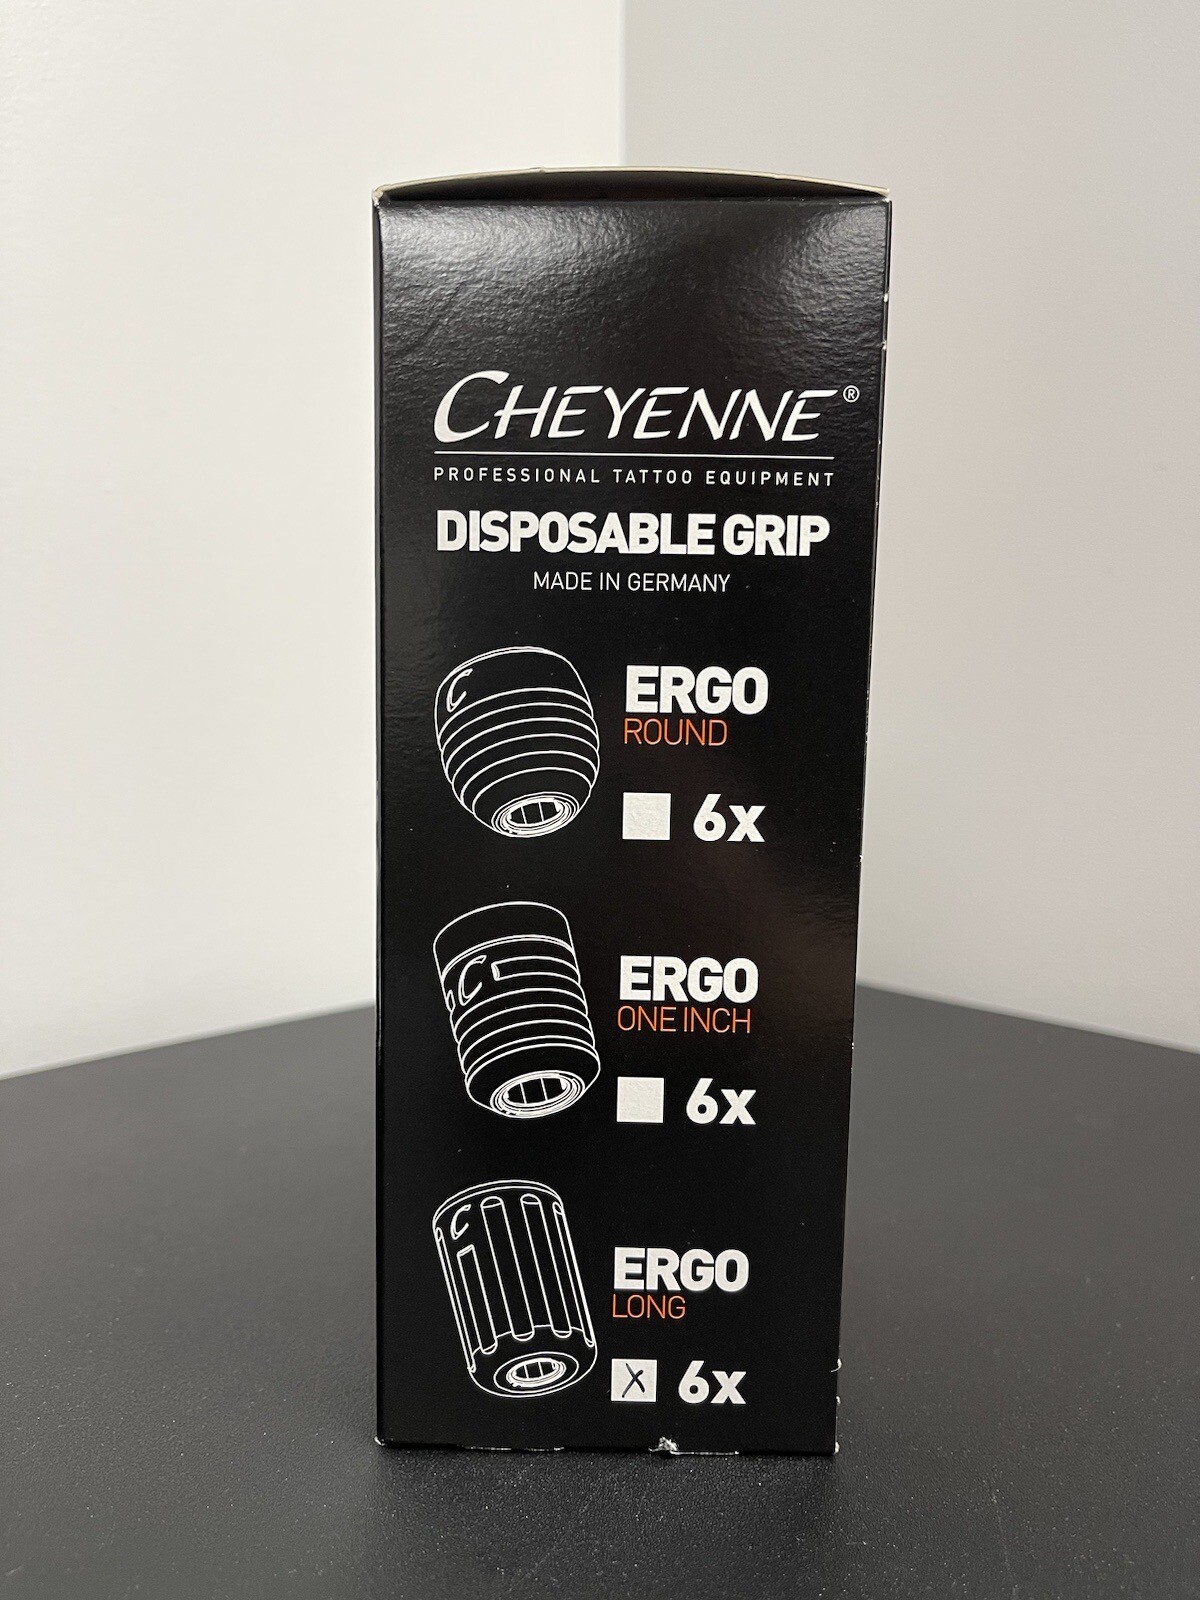 CHEYENNE®
PROFESSIONAL TATTOO EQUIPMENT
DISPOSABLE GRIP
MADE IN GERMANY
C
ERGO
ROUND
6x
C
ERGO
ONE INCH
6x
C
ERGO
LONG
X 6x